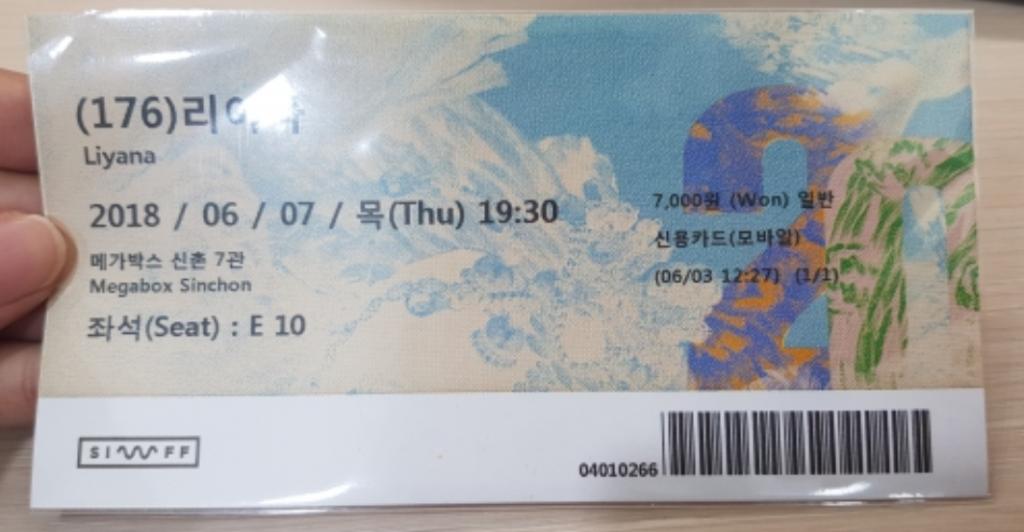 (176)리
Liyana
2018 / 06 / 07 / 목(Thu) 19:30
메가박스 신촌 7관
Megabox Sinchon
좌석(Seat) : E 10
7,000원 (Won) 일반
신용카드(모바일)
(06/03 12:27) (1/1)
20
SIWFF
04010266